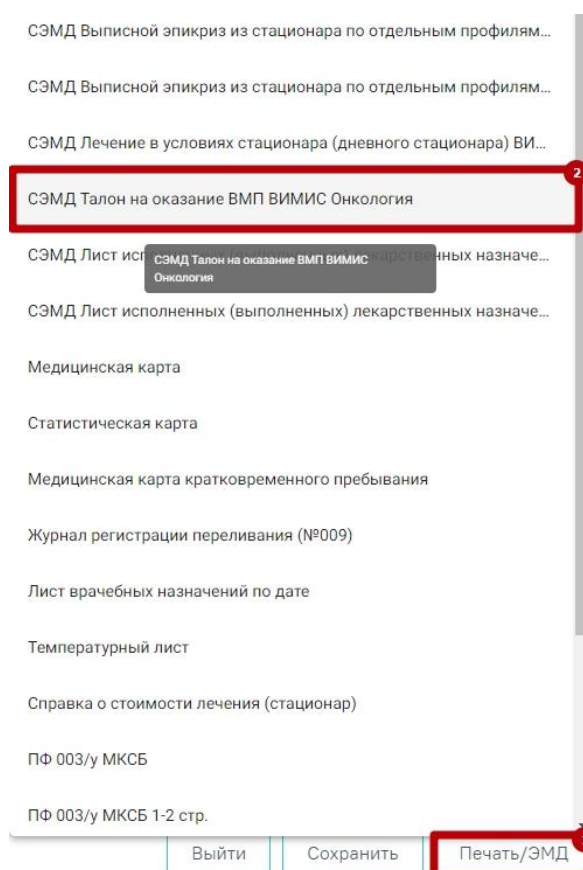 СЭМД Выписной эпикриз из стационара по отдельным профилям...
СЭМД Выписной эпикриз из стационара по отдельным профилям...
СЭМД Лечение в условиях стационара (дневного стационара) ВИ...
2
СЭМД Талон на оказание ВМП ВИМИС Онкология
СЭМД Лист исп нных назначе...
СЭМД Талон на оказание ВМП ВИМИС
Онкология
СЭМД Лист исполненных (выполненных) лекарственных назначе...
Медицинская карта
Статистическая карта
Медицинская карта кратковременного пребывания
Журнал регистрации переливания (№009)
Лист врачебных назначений по дате
Температурный лист
Справка о стоимости лечения (стационар)
ПФ 003/у МКСБ
ПФ 003/у МКСБ 1-2 стр.
Выйти Сохранить Печать/ЭМД